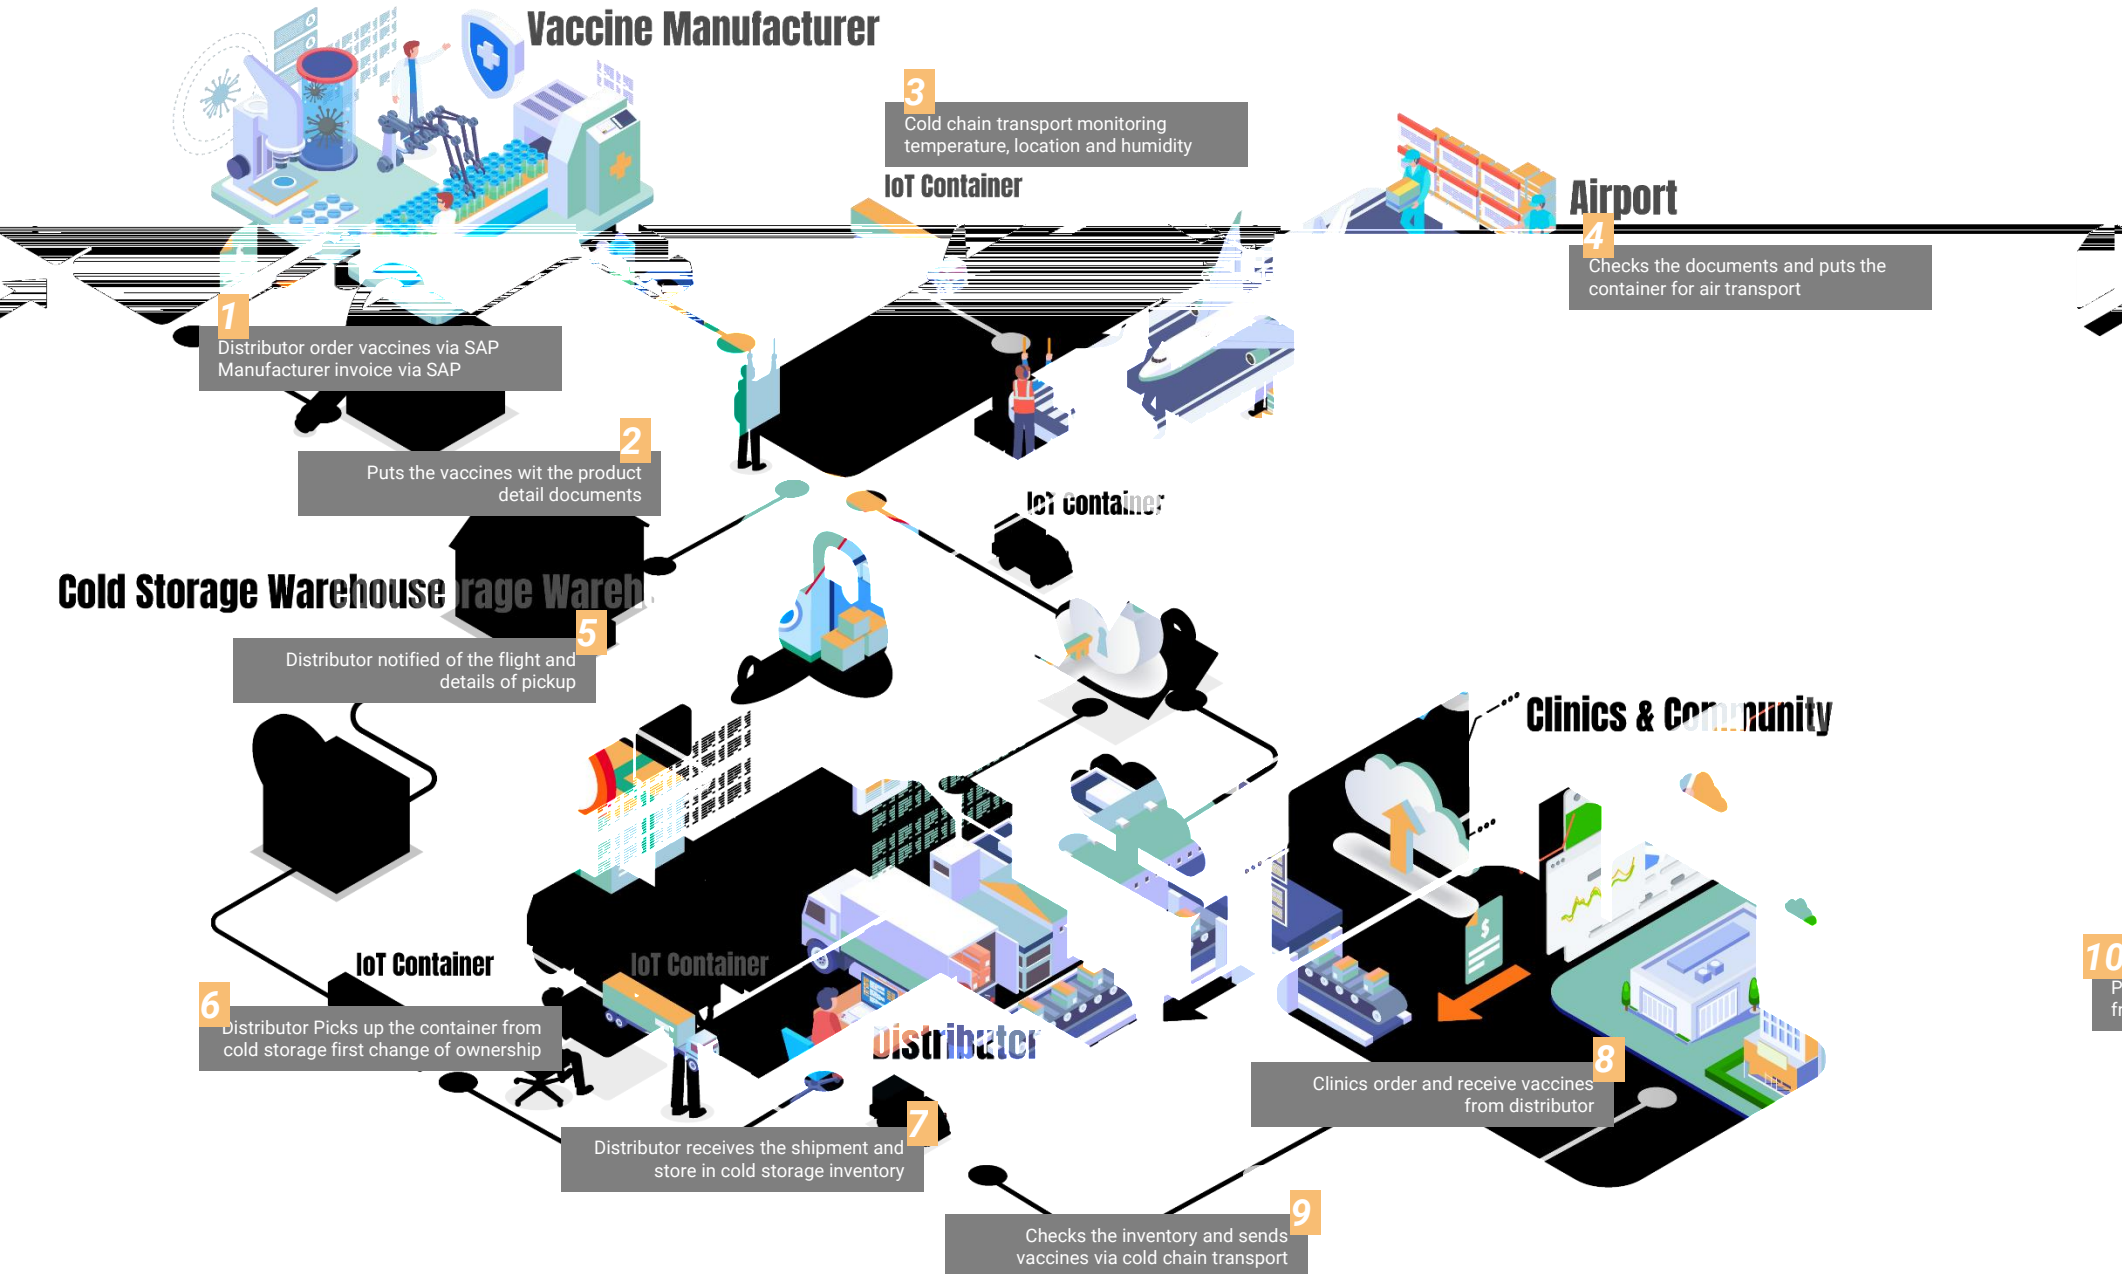 Vaccine Manufacturer
3
Cold chain transport monitoring
temperature, location and humidity
IoT Container
Airport
4
Checks the documents and puts the
container for air transport
1
Distributor order vaccines via SAP
Manufacturer invoice via SAP
2
Puts the vaccines wit the product
detail documents
IoT Container
Cold Storage Warehouse
5
Distributor notified of the flight and
details of pickup
Clinics & Community
IoT Container
IoT Container
6
Distributor Picks up the container from
cold storage first change of ownership
Distributor
7
Distributor receives the shipment and
store in cold storage inventory
8
Clinics order and receive vaccines
from distributor
9
Checks the inventory and sends
vaccines via cold chain transport
10